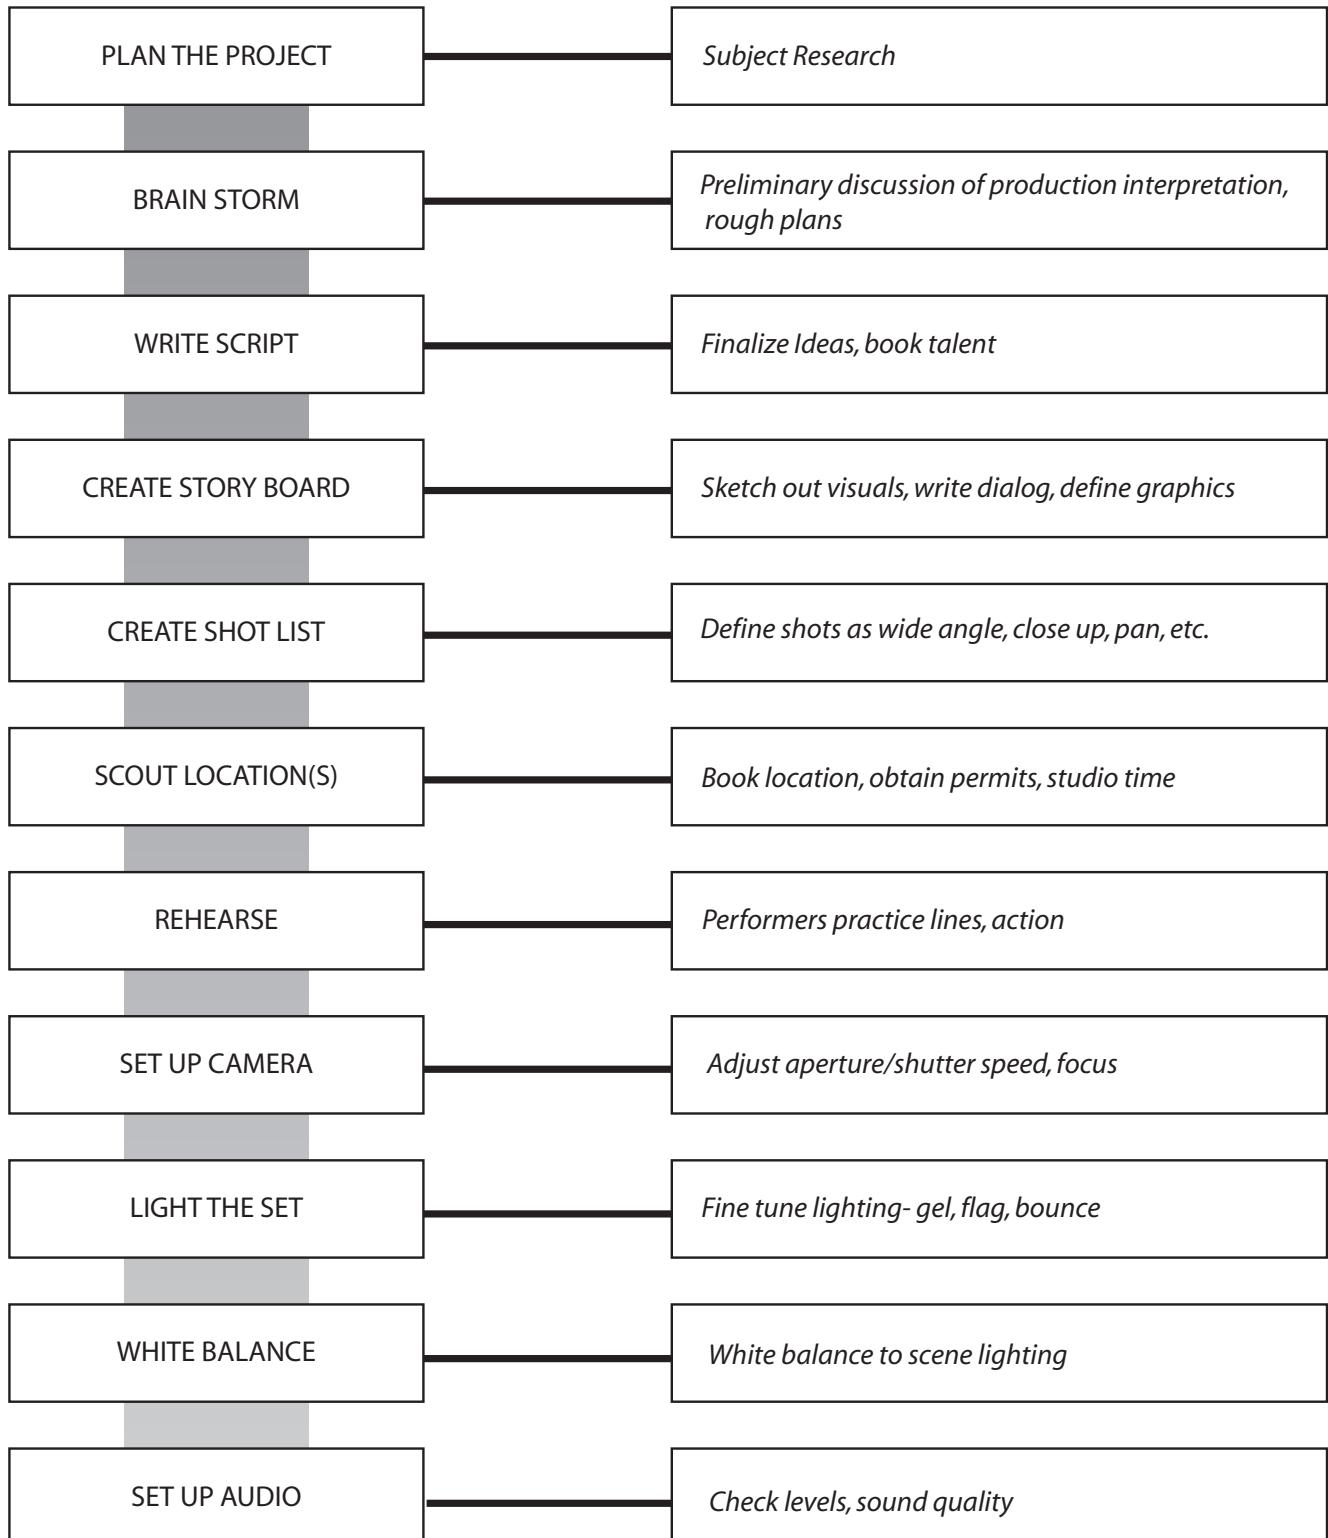 PLAN THE PROJECT
Subject Research
BRAIN STORM
Preliminary discussion of production interpretation,
rough plans
WRITE SCRIPT
Finalize Ideas, book talent
CREATE STORY BOARD
Sketch out visuals, write dialog, define graphics
CREATE SHOT LIST
Define shots as wide angle, close up, pan, etc.
SCOUT LOCATION(S)
Book location, obtain permits, studio time
REHEARSE
Performers practice lines, action
SET UP CAMERA
Adjust aperture/shutter speed, focus
LIGHT THE SET
Fine tune lighting- gel, flag, bounce
WHITE BALANCE
White balance to scene lighting
SET UP AUDIO
Check levels, sound quality